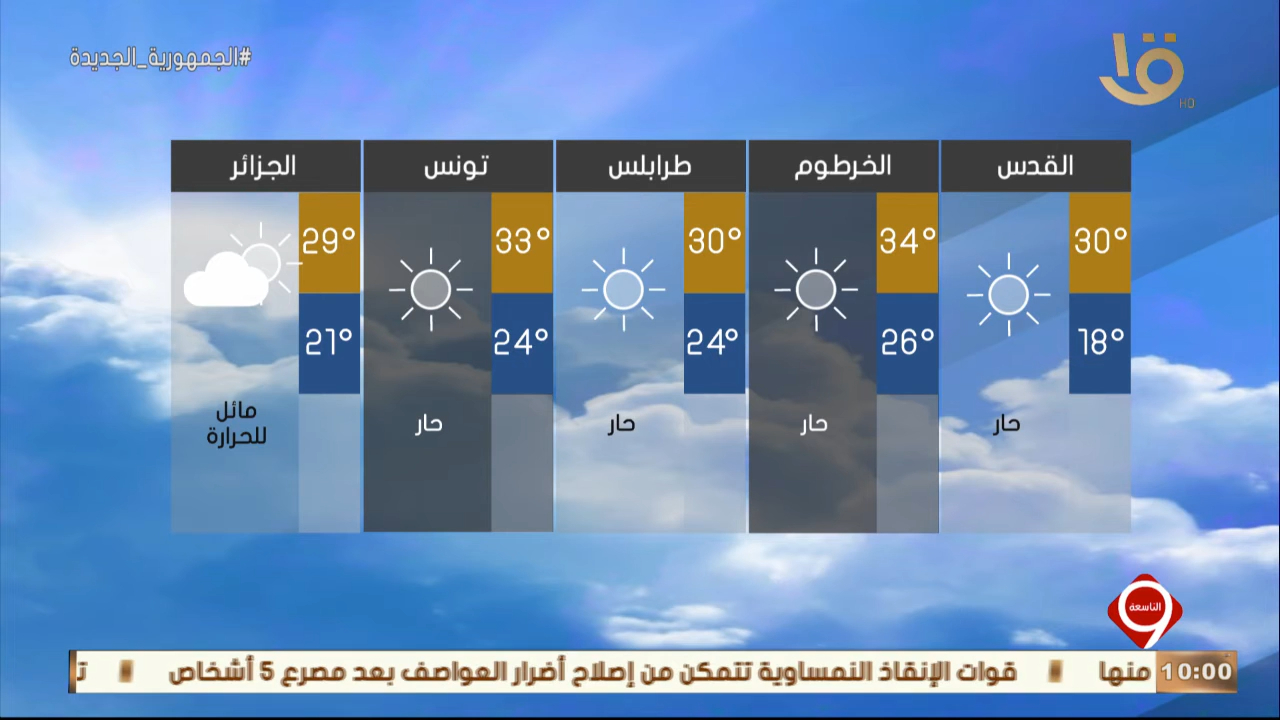 #الجمهورية_الجديدة
HD
القدس
30°
18°
حار
الخرطوم
34°
26°
حار
طرابلس
30°
24°
حار
تونس
33°
24°
حار
الجزائر
29°
21°
مائل
للحرارة
9 التاسعة
10:00 منها قوات الإنقاذ النمساوية تتمكن من إصلاح أضرار العواصف بعد مصرع 5 أشخاص